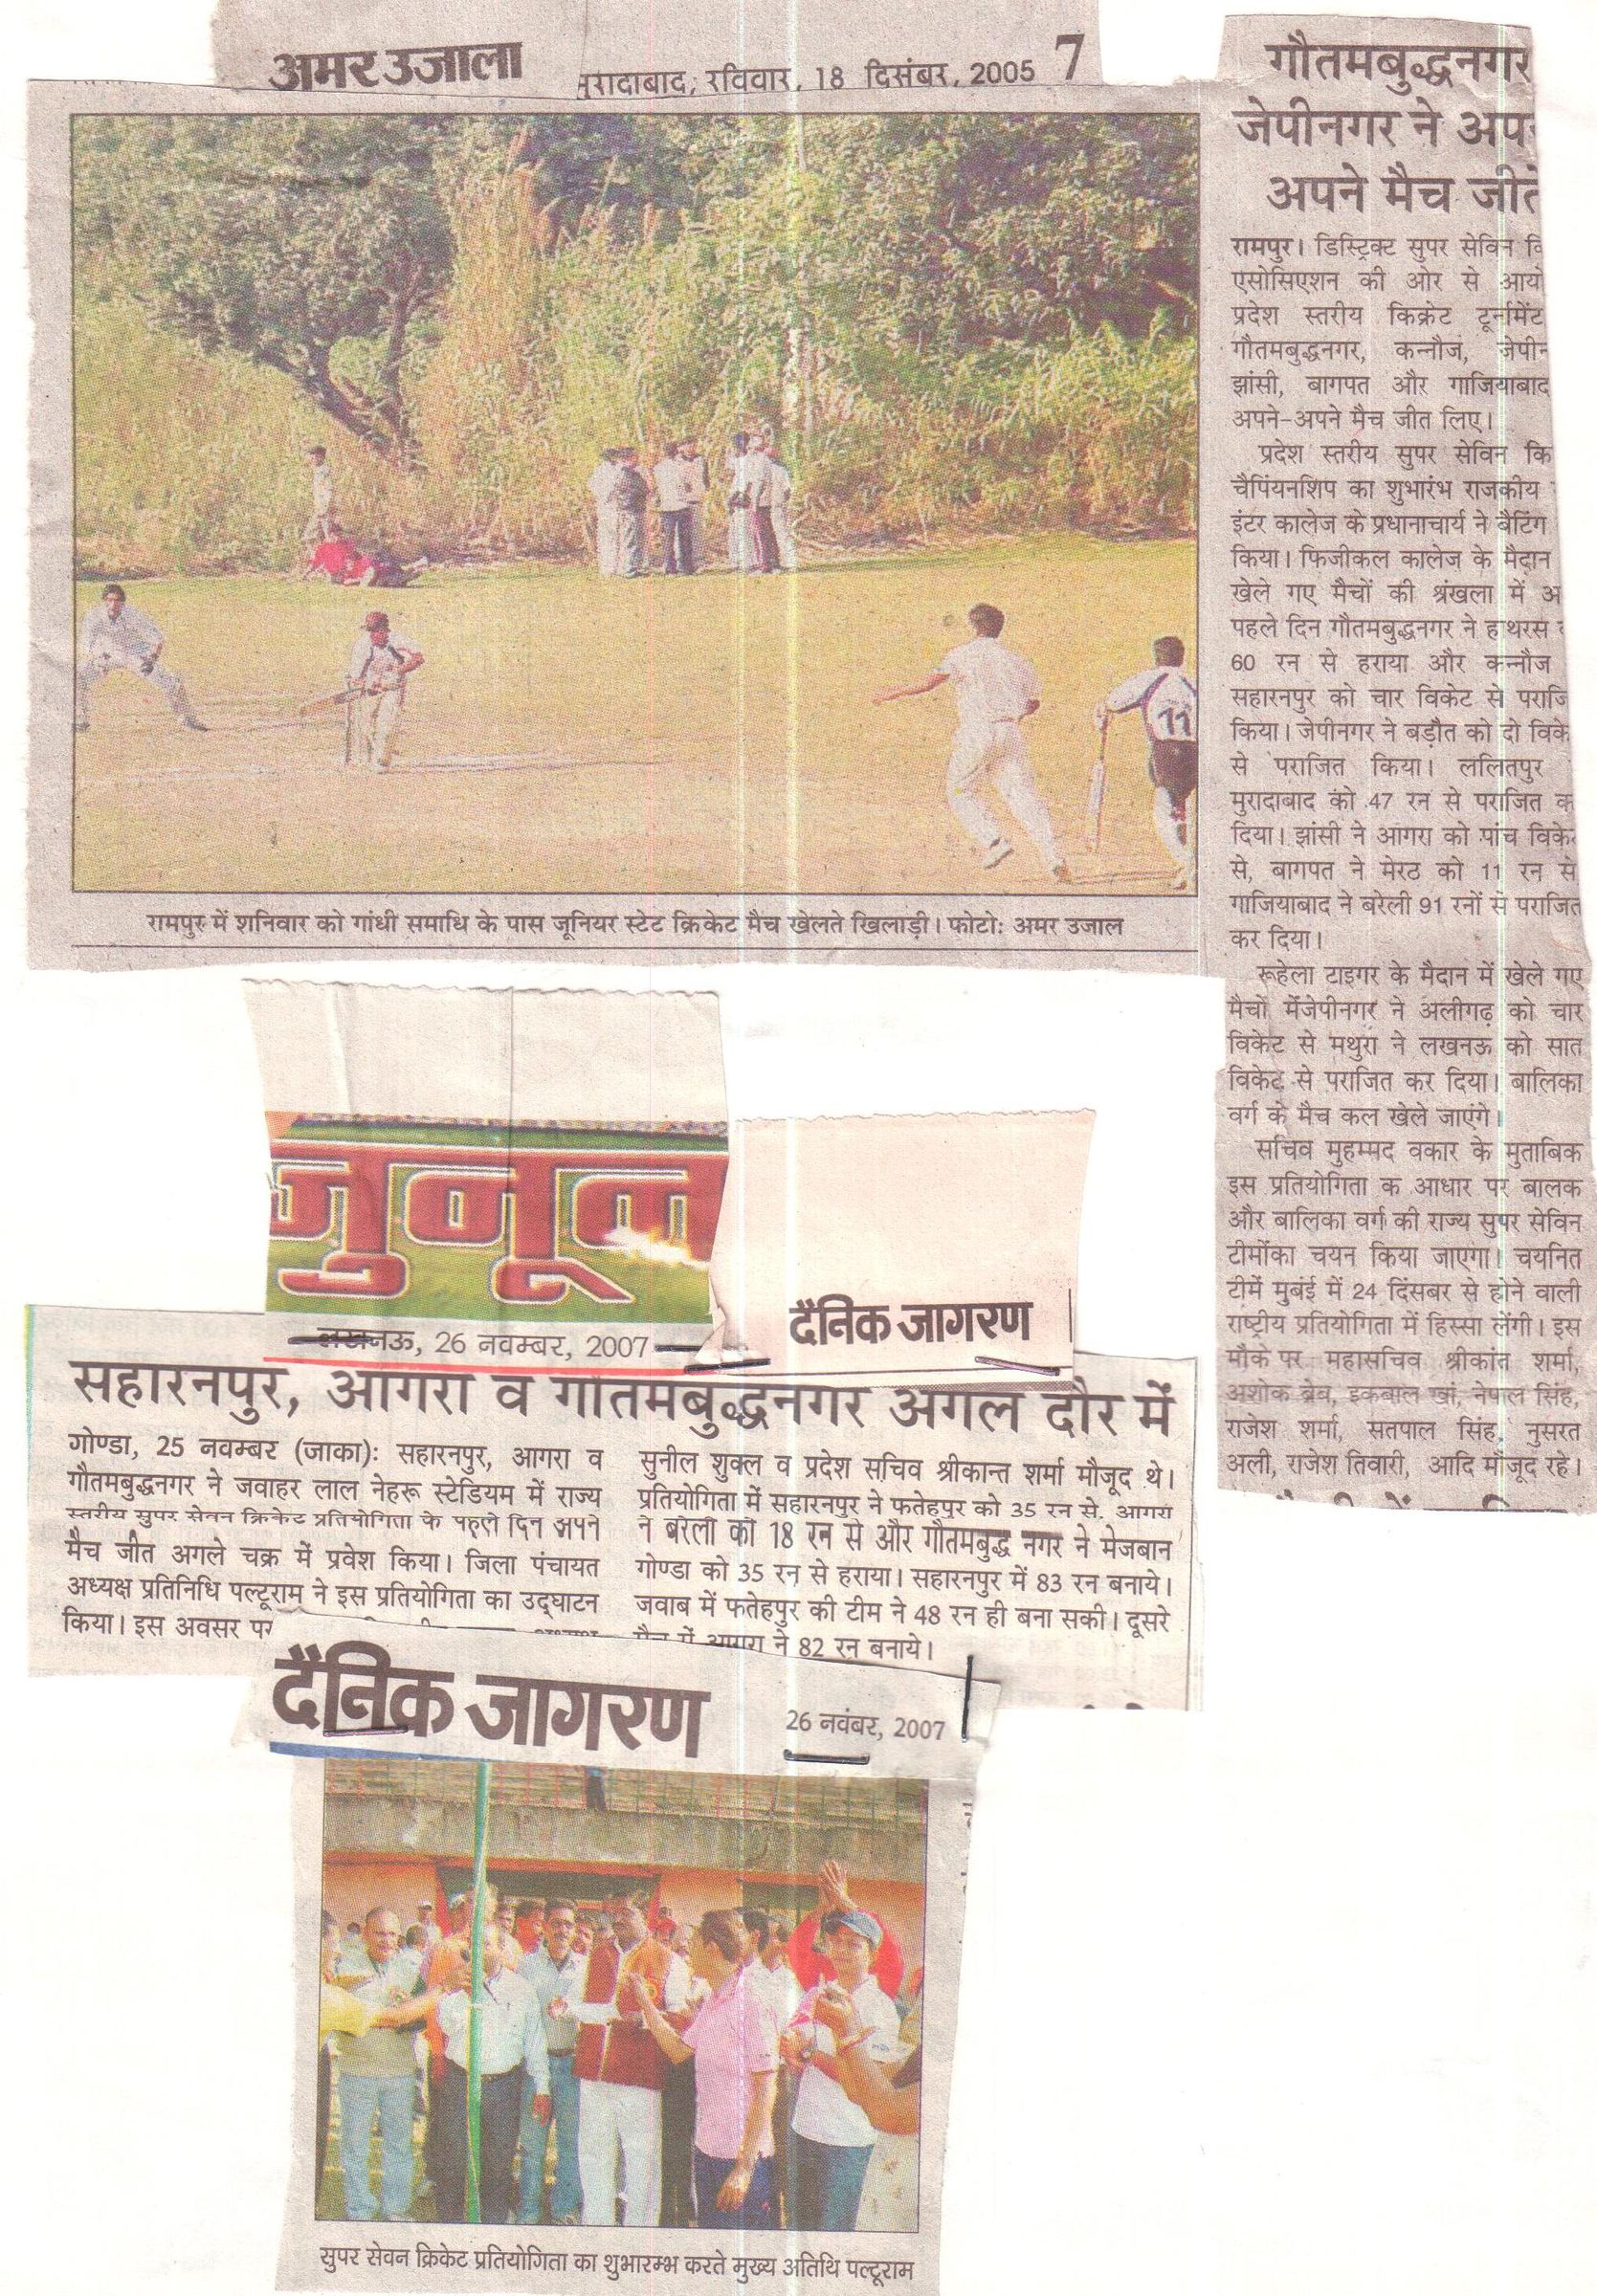 अमर उजाला
मुरादाबाद, रविवार, 18 दिसंबर, 2005 7
रामपुर में शनिवार को गांधी समाधि के पास जूनियर स्टेट क्रिकेट मैच खेलते खिलाड़ी। फोटो: अमर उजाल
11
गौतमबुद्धनगर
जेपीनगर ने अप
अपने मैच जीते
रामपुर। डिस्ट्रिक्ट सुपर सेविन क्रि
एसोसिएशन की ओर से आयो
प्रदेश स्तरीय किक्रेट टूर्नामेंट
गौतमबुद्धनगर, कन्नौज, जेपीन
झांसी, बागपत और गाजियाबाद
अपने-अपने मैच जीत लिए।
प्रदेश स्तरीय सुपर सेविन कि
चैपिंयनशिप का शुभारंभ राजकीय
इंटर कालेज के प्रधानाचार्य ने बैटिंग
किया। फिजीकल कालेज के मैदान
खेले गए मैचों की श्रंखला में अ
पहले दिन गौतमबुद्धनगर ने हाथरस
60 रन से हराया और कन्नौज
सहारनपुर को चार विकेट से पराजि
किया। जेपीनगर ने बड़ौत को दो विके
से पराजित किया। ललितपुर
मुरादाबाद को 47 रन से पराजित क
दिया। झांसी ने आगरा को पांच विके
से, बागपत ने मेरठ को 11 रन से
गाजियाबाद ने बरेली 91 रनों से पराजित
कर दिया।
रूहेला टाइगर के मैदान में खेले गए
मैचों मेंजेपीनगर ने अलीगढ़ को चार
विकेट से मथुरा ने लखनऊ को सात
विकेट से पराजित कर दिया। बालिका
वर्ग के मैच कल खेले जाएंगे।
सचिव मुहम्मद वकार के मुताबिक
इस प्रतियोगिता क आधार पर बालक
और बालिका वर्ग की राज्य सुपर सेविन
टीमोंका चयन किया जाएगा। चयनित
टीमें मुबंई में 24 दिंसबर से होने वाली
राष्ट्रीय प्रतियोगिता में हिस्सा लेंगी। इस
मौके पर महासचिव श्रीकांत शर्मा,
अशोक ब्रेव, इकबाल खां, नेपाल सिंह,
राजेश शर्मा, सतपाल सिंह, नुसरत
अली, राजेश तिवारी, आदि मौजूद रहे।
जुनून
लखनऊ, 26 नवम्बर, 2007
दैनिक जागरण
सहारनपुर, आगरा व गौतमबुद्धनगर अगले दौर में
गोण्डा, 25 नवम्बर (जाका): सहारनपुर, आगरा व
गौतमबुद्धनगर ने जवाहर लाल नेहरू स्टेडियम में राज्य
स्तरीय सुपर सेवन क्रिकेट प्रतियोगिता के पहले दिन अपने
मैच जीत अगले चक्र में प्रवेश किया। जिला पंचायत
अध्यक्ष प्रतिनिधि पल्टूराम ने इस प्रतियोगिता का उद्घाटन
किया। इस अवसर पर
सुनील शुक्ल व प्रदेश सचिव श्रीकान्त शर्मा मौजूद थे।
प्रतियोगिता में सहारनपुर ने फतेहपुर को 35 रन से, आगरा
ने बरेली को 18 रन से और गौतमबुद्ध नगर ने मेजबान
गोण्डा को 35 रन से हराया। सहारनपुर में 83 रन बनाये।
जवाब में फतेहपुर की टीम ने 48 रन ही बना सकी। दूसरे
मैच में आगरा ने 82 रन बनाये।
दैनिक जागरण
26 नवंबर, 2007
सुपर सेवन क्रिकेट प्रतियोगिता का शुभारम्भ करते मुख्य अतिथि पल्टूराम